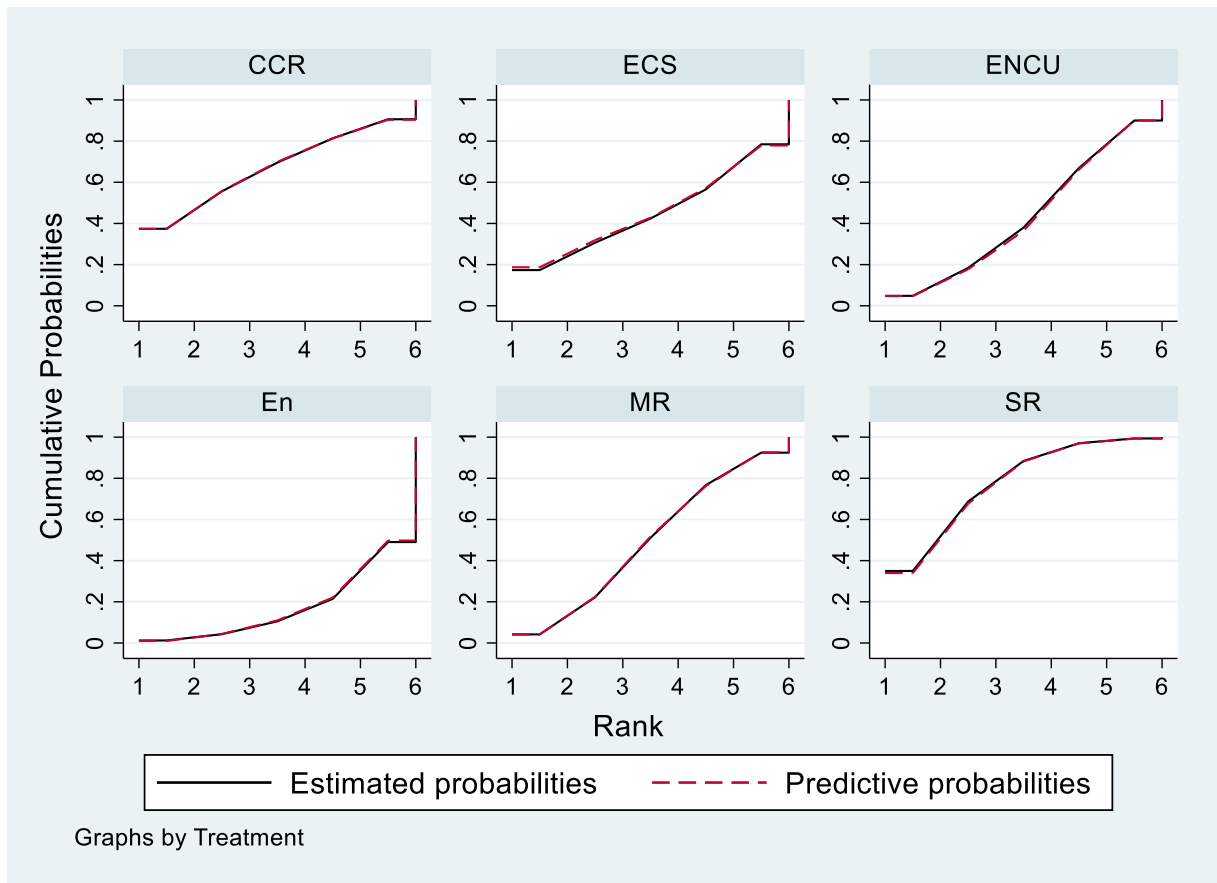 CCR
ECS
ENCU
Cumulative Probabilities
0 .2 .4 .6 .8 1
0 .2 .4 .6 .8 1
0 .2 .4 .6 .8 1
1 2 3 4 5 6
1 2 3 4 5 6
1 2 3 4 5 6
En
MR
SR
0 .2 .4 .6 .8 1
0 .2 .4 .6 .8 1
0 .2 .4 .6 .8 1
1 2 3 4 5 6
1 2 3 4 5 6
1 2 3 4 5 6
Rank
Estimated probabilities
Predictive probabilities
Graphs by Treatment